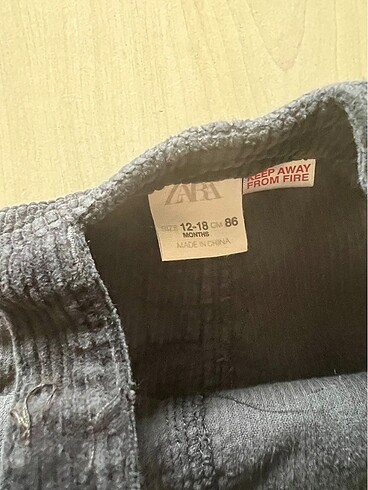 ZARA
SIZE 12-18 CM 86
MONTHS
MADE IN CHINA
KEEP AWAY
FROM FIRE